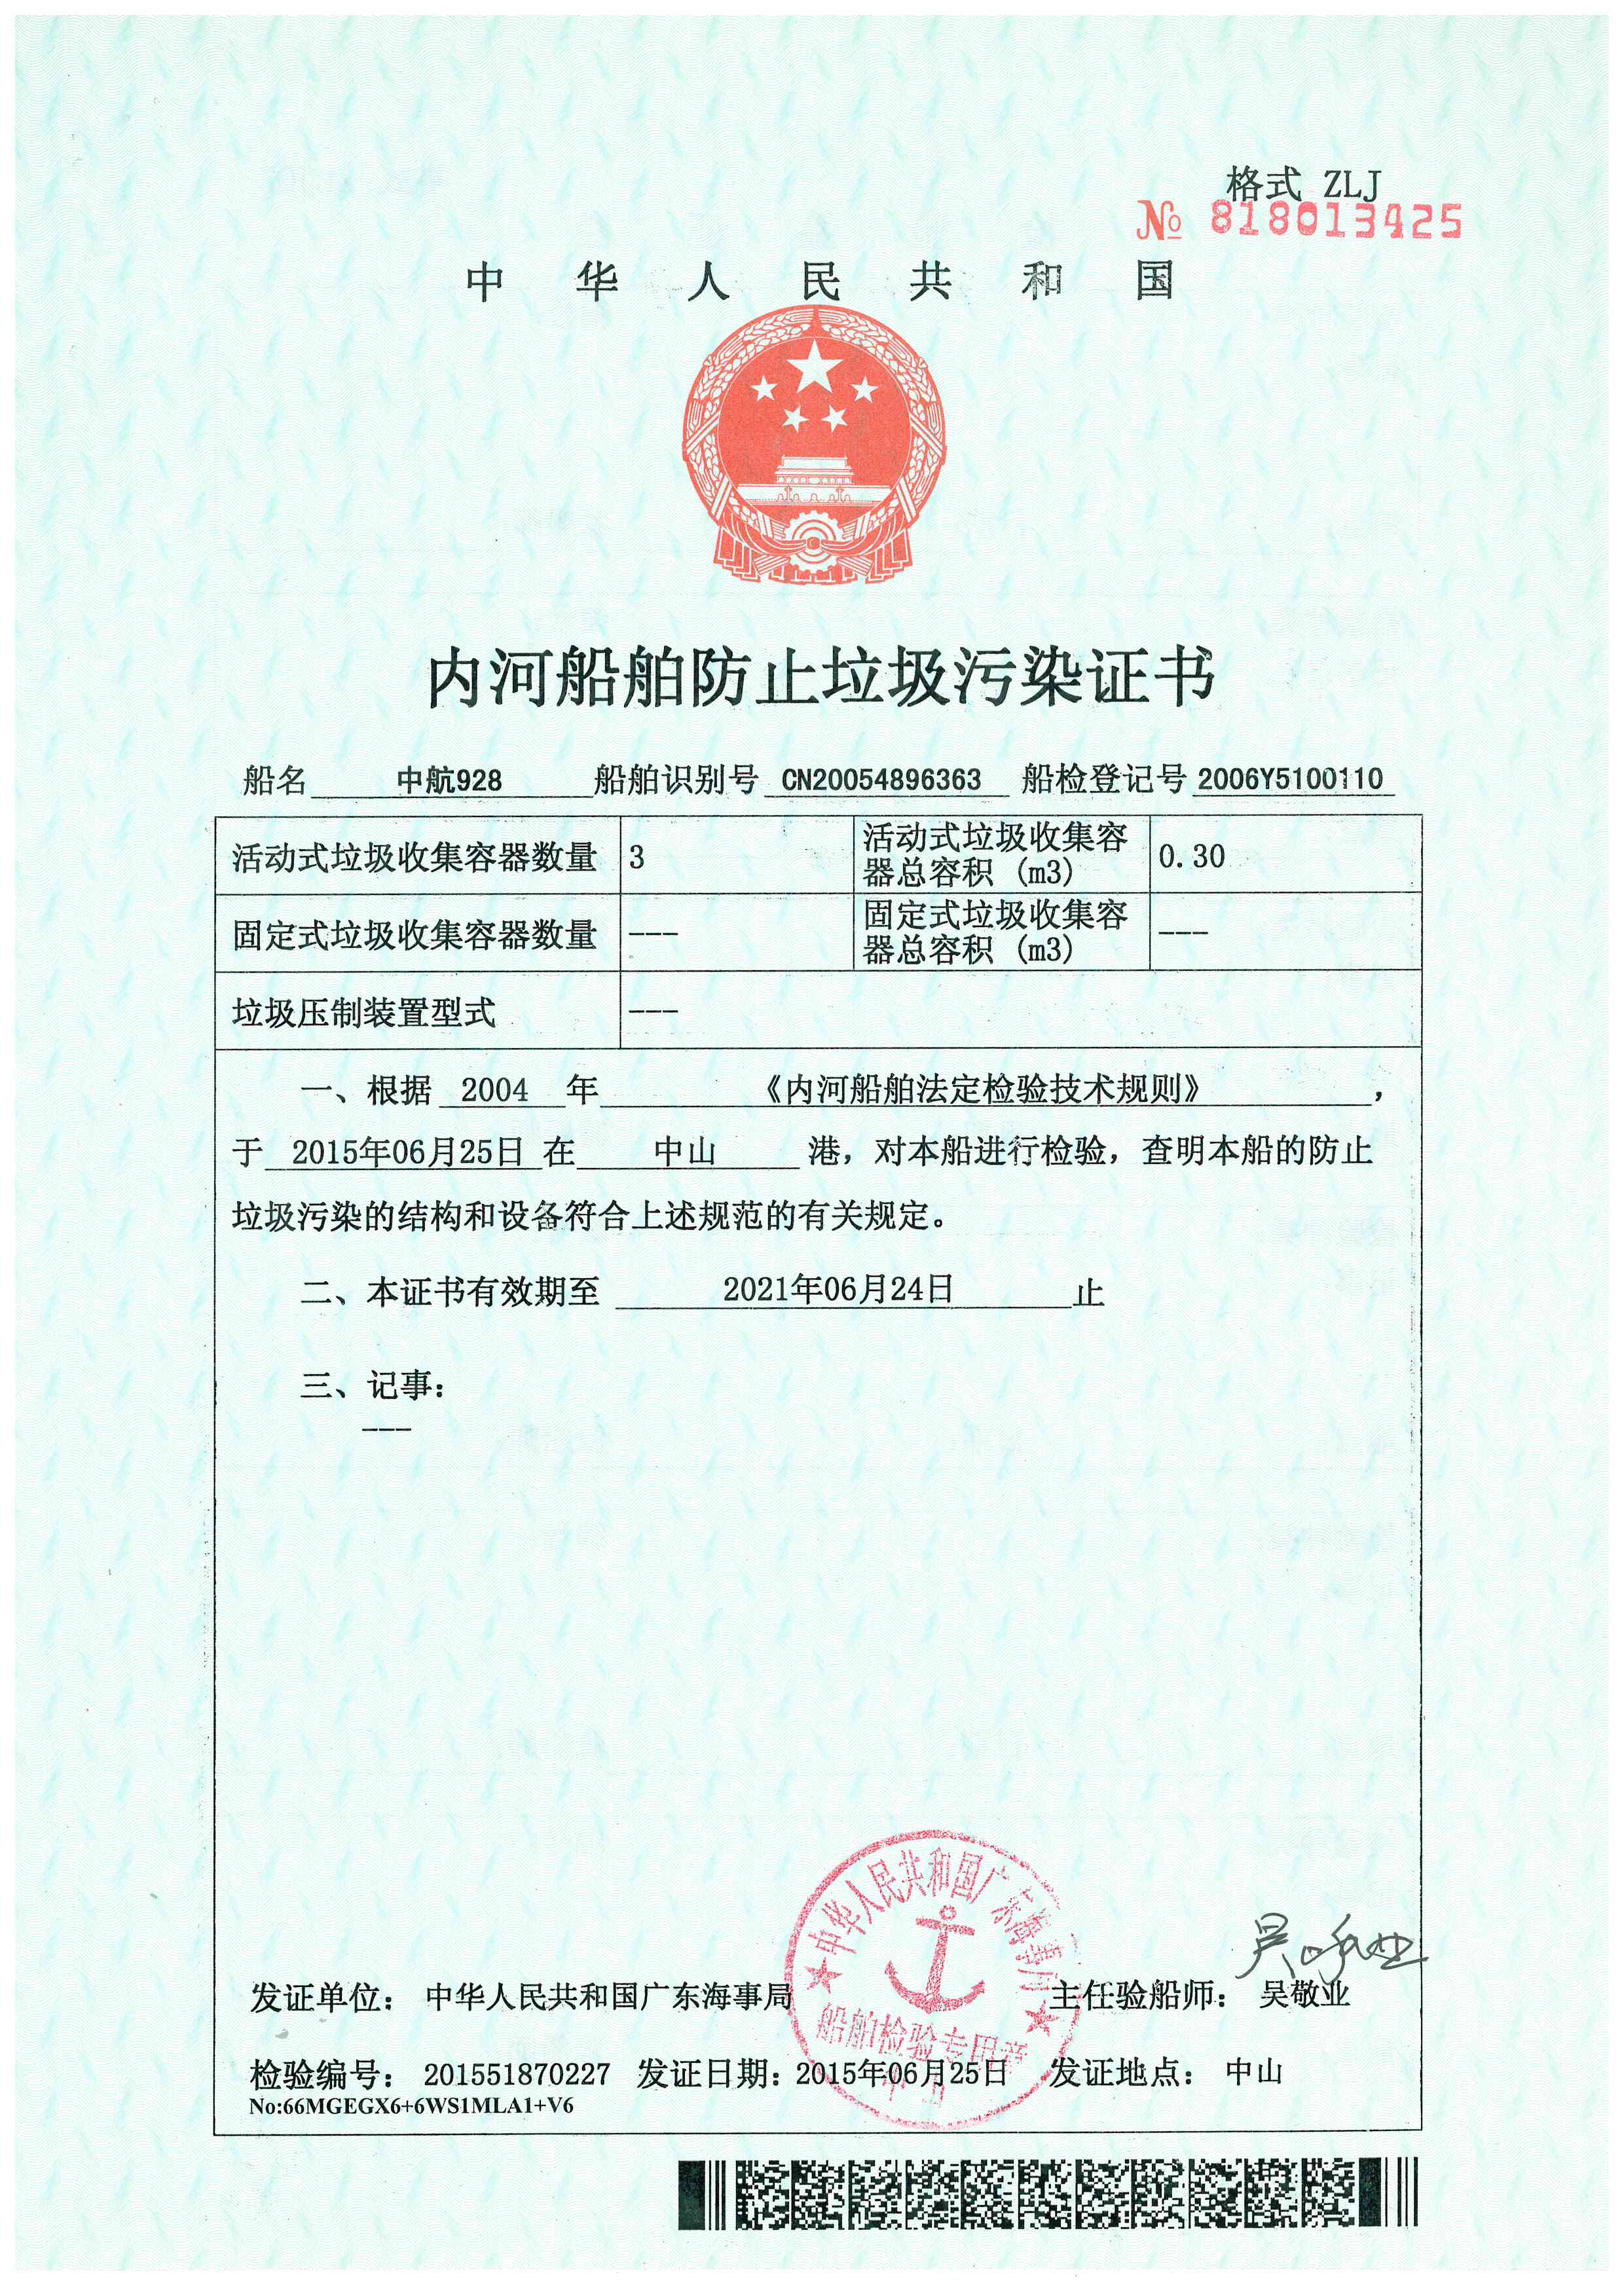 格式 ZLJ
№ 818013425
中华人民共和国
内河船舶防止垃圾污染证书
船名 中航928 船舶识别号 CN20054896363 船检登记号 2006Y5100110
活动式垃圾收集容器数量 3 活动式垃圾收集容
器总容积 (m3) 0.30
固定式垃圾收集容器数量 --- 固定式垃圾收集容
器总容积 (m3) ---
垃圾压制装置型式 ---
一、根据 2004 年 《内河船舶法定检验技术规则》 ,
于 2015年06月25日 在 中山 港，对本船进行检验，查明本船的防止
垃圾污染的结构和设备符合上述规范的有关规定。
二、本证书有效期至 2021年06月24日 止
三、记事：
---
中华人民共和国广东海事局
船舶检验专用章
中山
吴敬业
发证单位： 中华人民共和国广东海事局 主任验船师： 吴敬业
检验编号： 201551870227 发证日期：2015年06月25日 发证地点： 中山
No:66MGEGX6+6WS1MLA1+V6